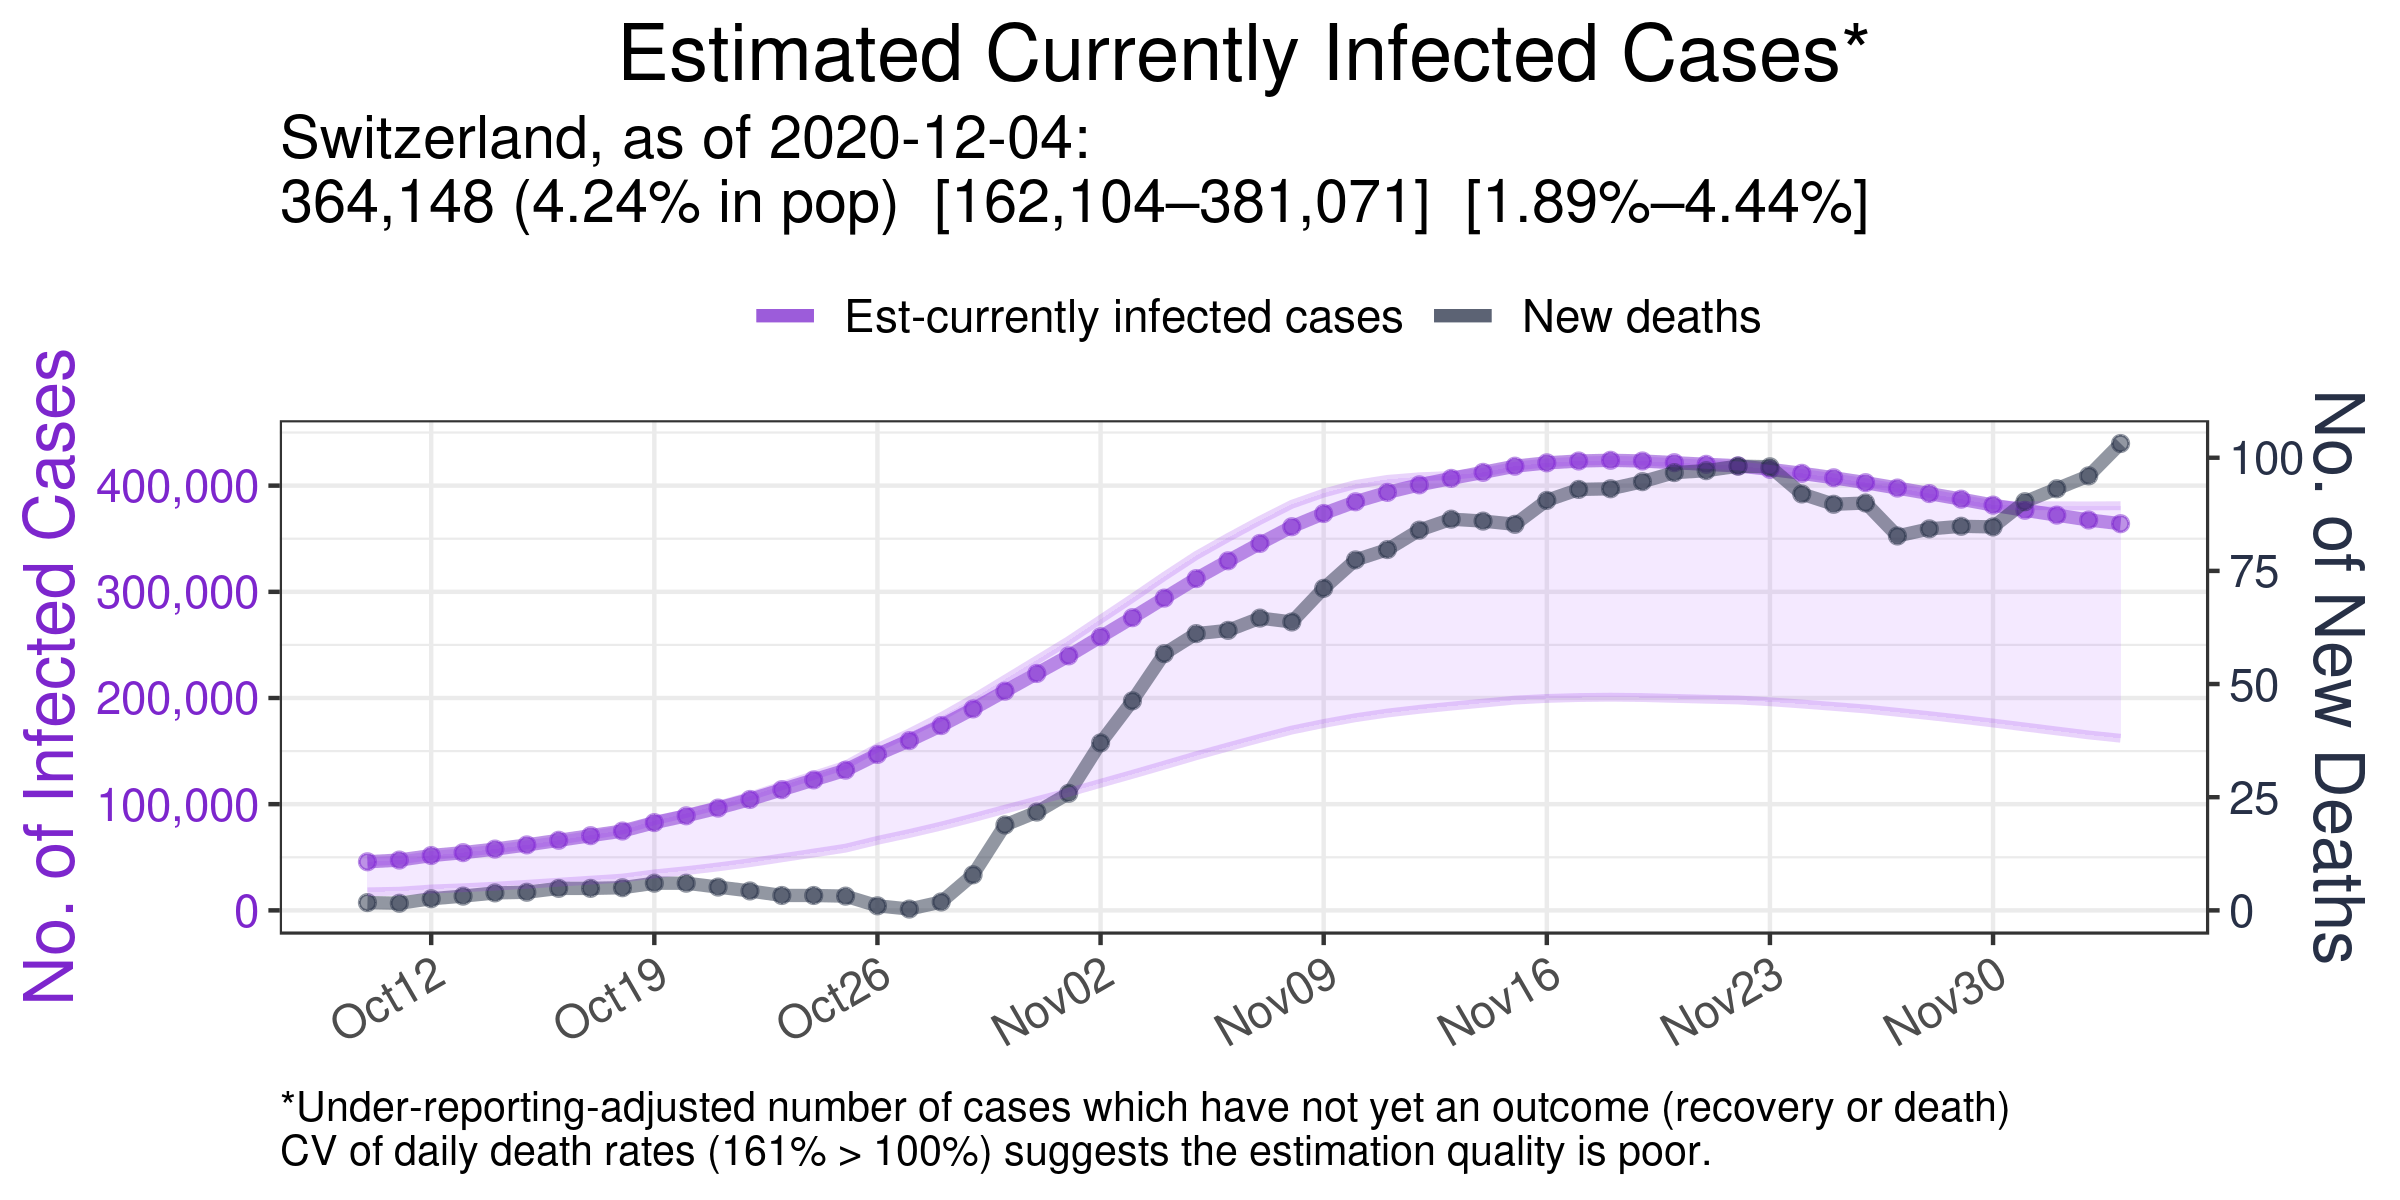 Estimated Currently Infected Cases*
Switzerland, as of 2020-12-04:
364,148 (4.24% in pop)  [162,104–381,071]  [1.89%–4.44%]
Est-currently infected cases
New deaths
No. of Infected Cases
400,000
300,000
200,000
100,000
0
100
75
50
25
0
No. of New Deaths
Oct12
Oct19
Oct26
Nov02
Nov09
Nov16
Nov23
Nov30
*Under-reporting-adjusted number of cases which have not yet an outcome (recovery or death)
CV of daily death rates (161% > 100%) suggests the estimation quality is poor.